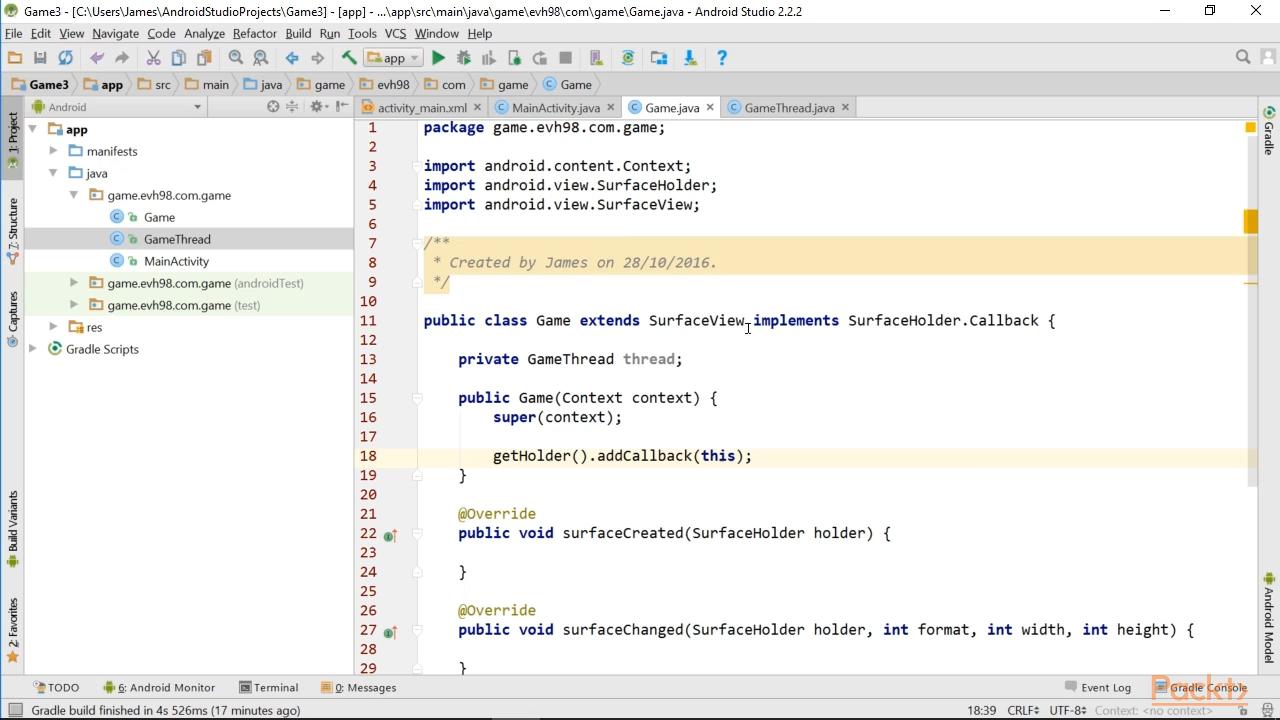 Game3 - [C:\Users\James\AndroidStudioProjects\Game3] - [app] - ...\app\src\main\java\game\evh98\com\game\Game.java - Android Studio 2.2.2
File Edit View Navigate Code Analyze Refactor Build Run Tools VCS Window Help
app
Game3 app src main java game evh98 com game Game
Android
activity_main.xml MainActivity.java Game.java GameThread.java
1: Project
7: Structure
Captures
Build Variants
2: Favorites
app
manifests
java
game.evh98.com.game
Game
GameThread
MainActivity
game.evh98.com.game (androidTest)
game.evh98.com.game (test)
res
Gradle Scripts
1 package game.evh98.com.game;
2
3 import android.content.Context;
4 import android.view.SurfaceHolder;
5 import android.view.SurfaceView;
6
7 /**
8 * Created by James on 28/10/2016.
9 */
10
11 public class Game extends SurfaceView implements SurfaceHolder.Callback {
12
13 private GameThread thread;
14
15 public Game(Context context) {
16 super(context);
17
18 getHolder().addCallback(this);
19 }
20
21 @Override
22 public void surfaceCreated(SurfaceHolder holder) {
23
24 }
25
26 @Override
27 public void surfaceChanged(SurfaceHolder holder, int format, int width, int height) {
28
29 }
Gradle
Android Model
TODO 6: Android Monitor Terminal 0: Messages Event Log Gradle Console
Packt>
Gradle build finished in 4s 526ms (17 minutes ago) 18:39 CRLF UTF-8 Context: <no context>